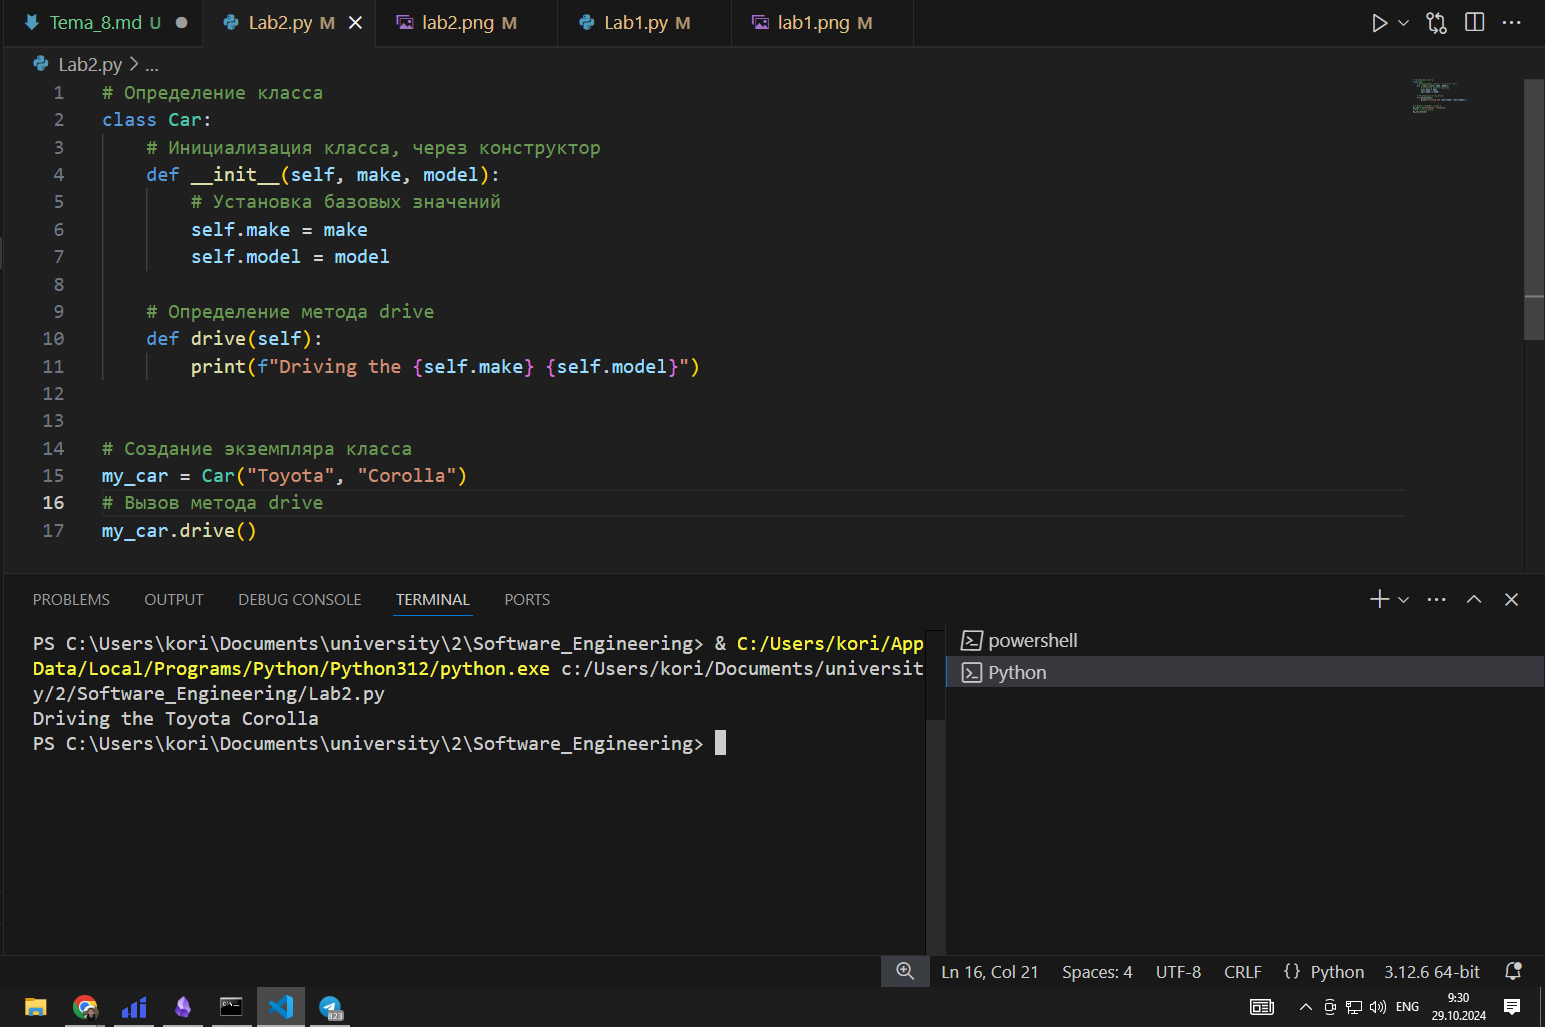 Tema_8.md U
Lab2.py M
lab2.png M
Lab1.py M
lab1.png M
Lab2.py > ...
1 # Определение класса
2 class Car:
3 # Инициализация класса, через конструктор
4 def __init__(self, make, model):
5 # Установка базовых значений
6 self.make = make
7 self.model = model
8
9 # Определение метода drive
10 def drive(self):
11 print(f"Driving the {self.make} {self.model}")
12
13
14 # Создание экземпляра класса
15 my_car = Car("Toyota", "Corolla")
16 # Вызов метода drive
17 my_car.drive()
PROBLEMS OUTPUT DEBUG CONSOLE TERMINAL PORTS
PS C:\Users\kori\Documents\university\2\Software_Engineering> & C:/Users/kori/App
Data/Local/Programs/Python/Python312/python.exe c:/Users/kori/Documents/universit
y/2/Software_Engineering/Lab2.py
Driving the Toyota Corolla
PS C:\Users\kori\Documents\university\2\Software_Engineering>
powershell
Python
Ln 16, Col 21 Spaces: 4 UTF-8 CRLF {} Python 3.12.6 64-bit
823
ENG
9:30
29.10.2024